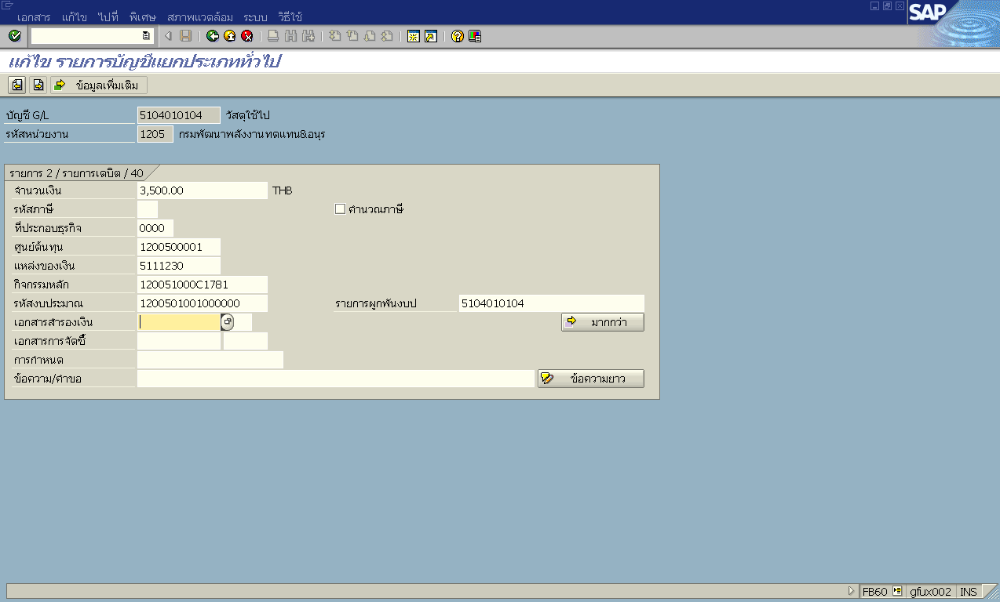 เอกสาร แก้ไข ไปที่ พิเศษ สภาพแวดล้อม ระบบ วิธีใช้
SAP
แก้ไข รายการบัญชีแยกประเภททั่วไป
ข้อมูลเพิ่มเติม
บัญชี G/L 5104010104 วัสดุใช้ไป
รหัสหน่วยงาน 1205 กรมพัฒนาพลังงานทดแทน&อนุร
รายการ 2 / รายการเดบิต / 40
จำนวนเงิน 3,500.00 THB
รหัสภาษี คำนวณภาษี
ที่ประกอบธุรกิจ 0000
ศูนย์ต้นทุน 1200500001
แหล่งของเงิน 5111230
กิจกรรมหลัก 120051000C1781
รหัสงบประมาณ 1200501001000000 รายการผูกพันงบป 5104010104
เอกสารสำรองเงิน มากกว่า
เอกสารการจัดซื้
การกำหนด
ข้อความ/คำขอ ข้อความยาว
FB60 gfux002 INS